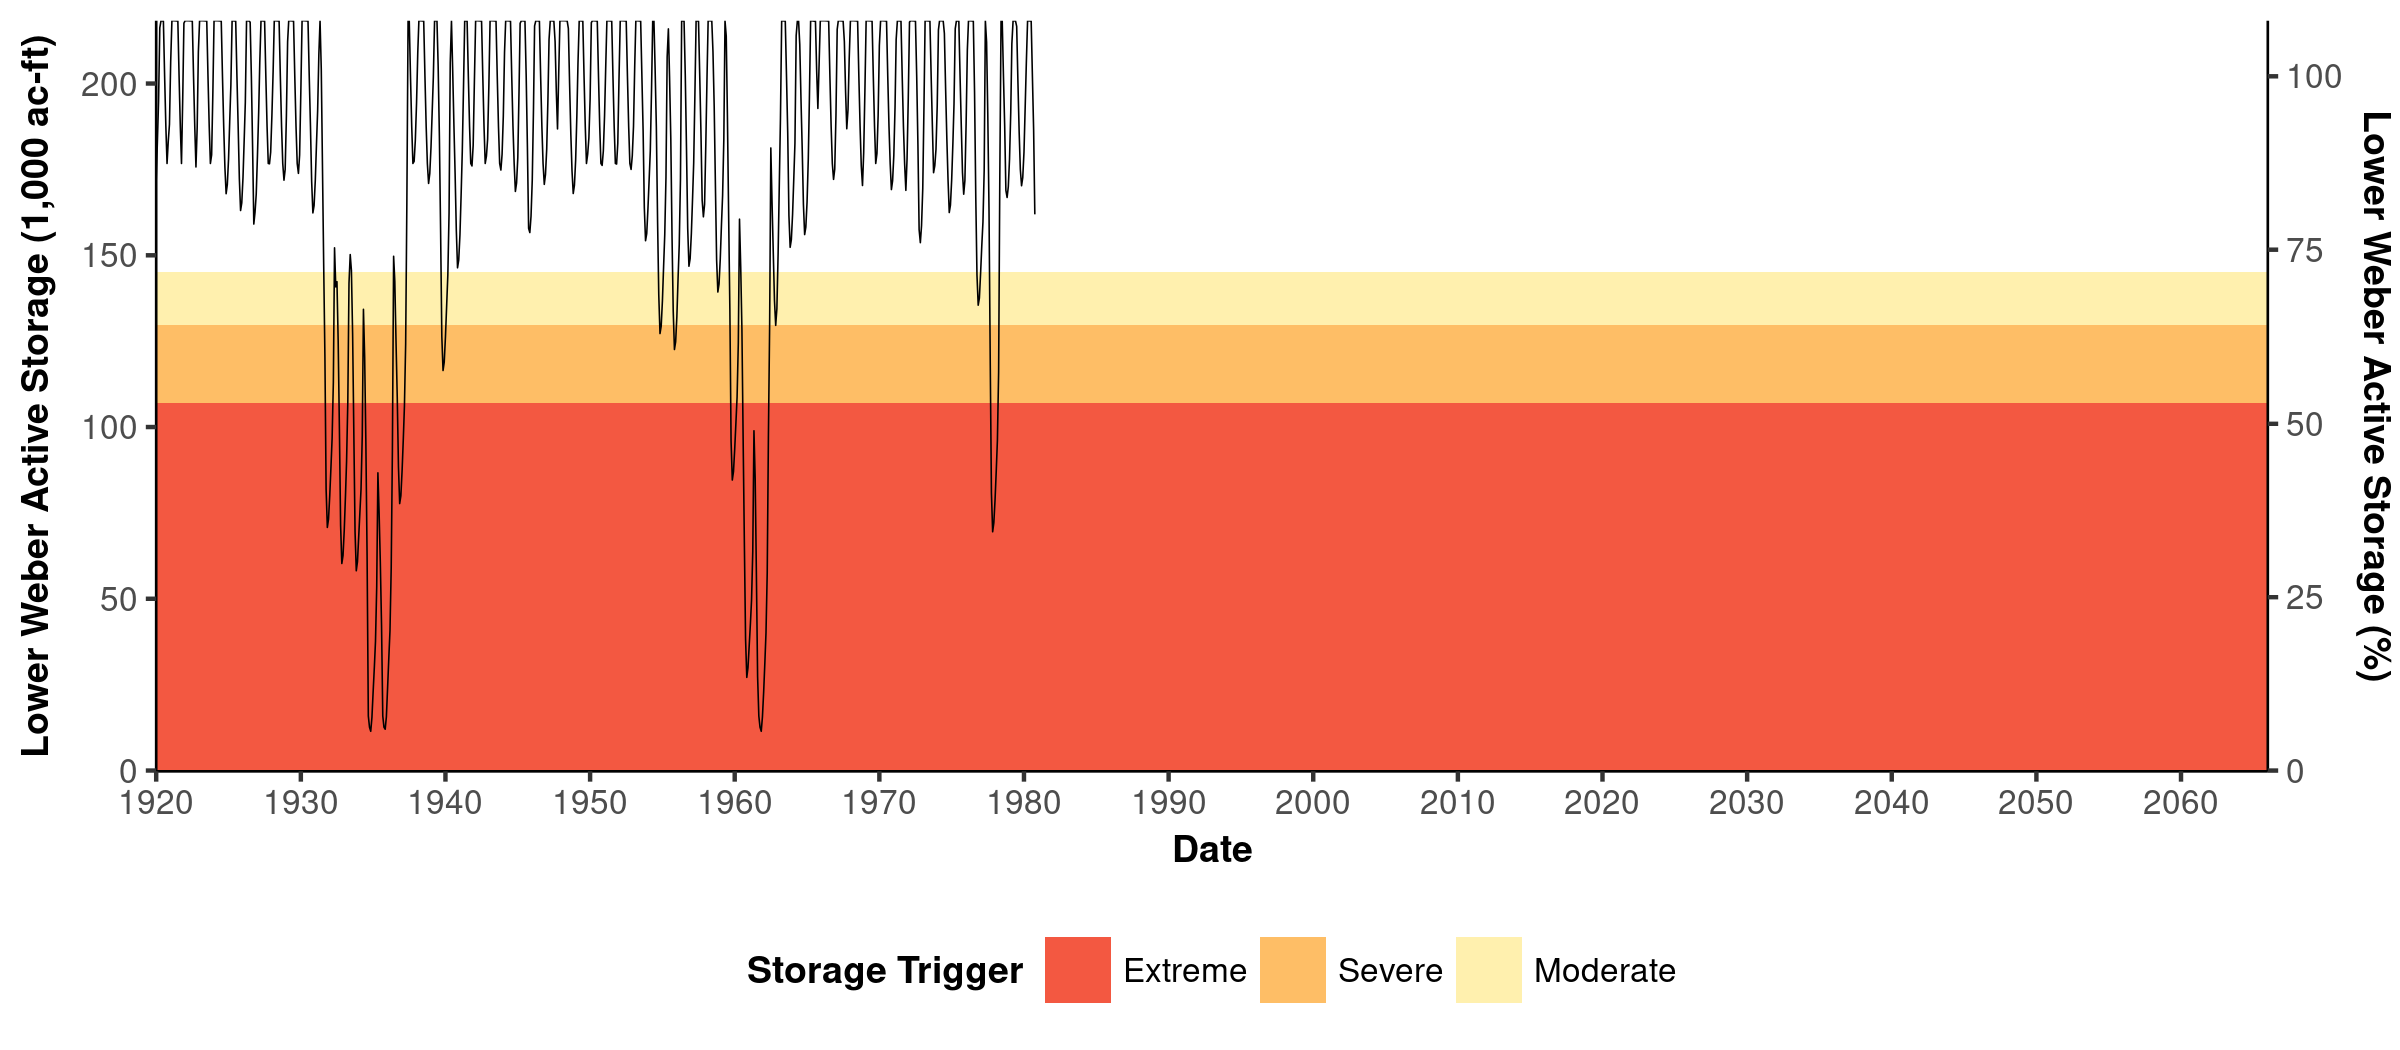 Lower Weber Active Storage (1,000 ac-ft)
200
150
100
50
0
100
75
50
25
0
Lower Weber Active Storage (%)
1920 1930 1940 1950 1960 1970 1980 1990 2000 2010 2020 2030 2040 2050 2060
Date
Storage Trigger Extreme Severe Moderate